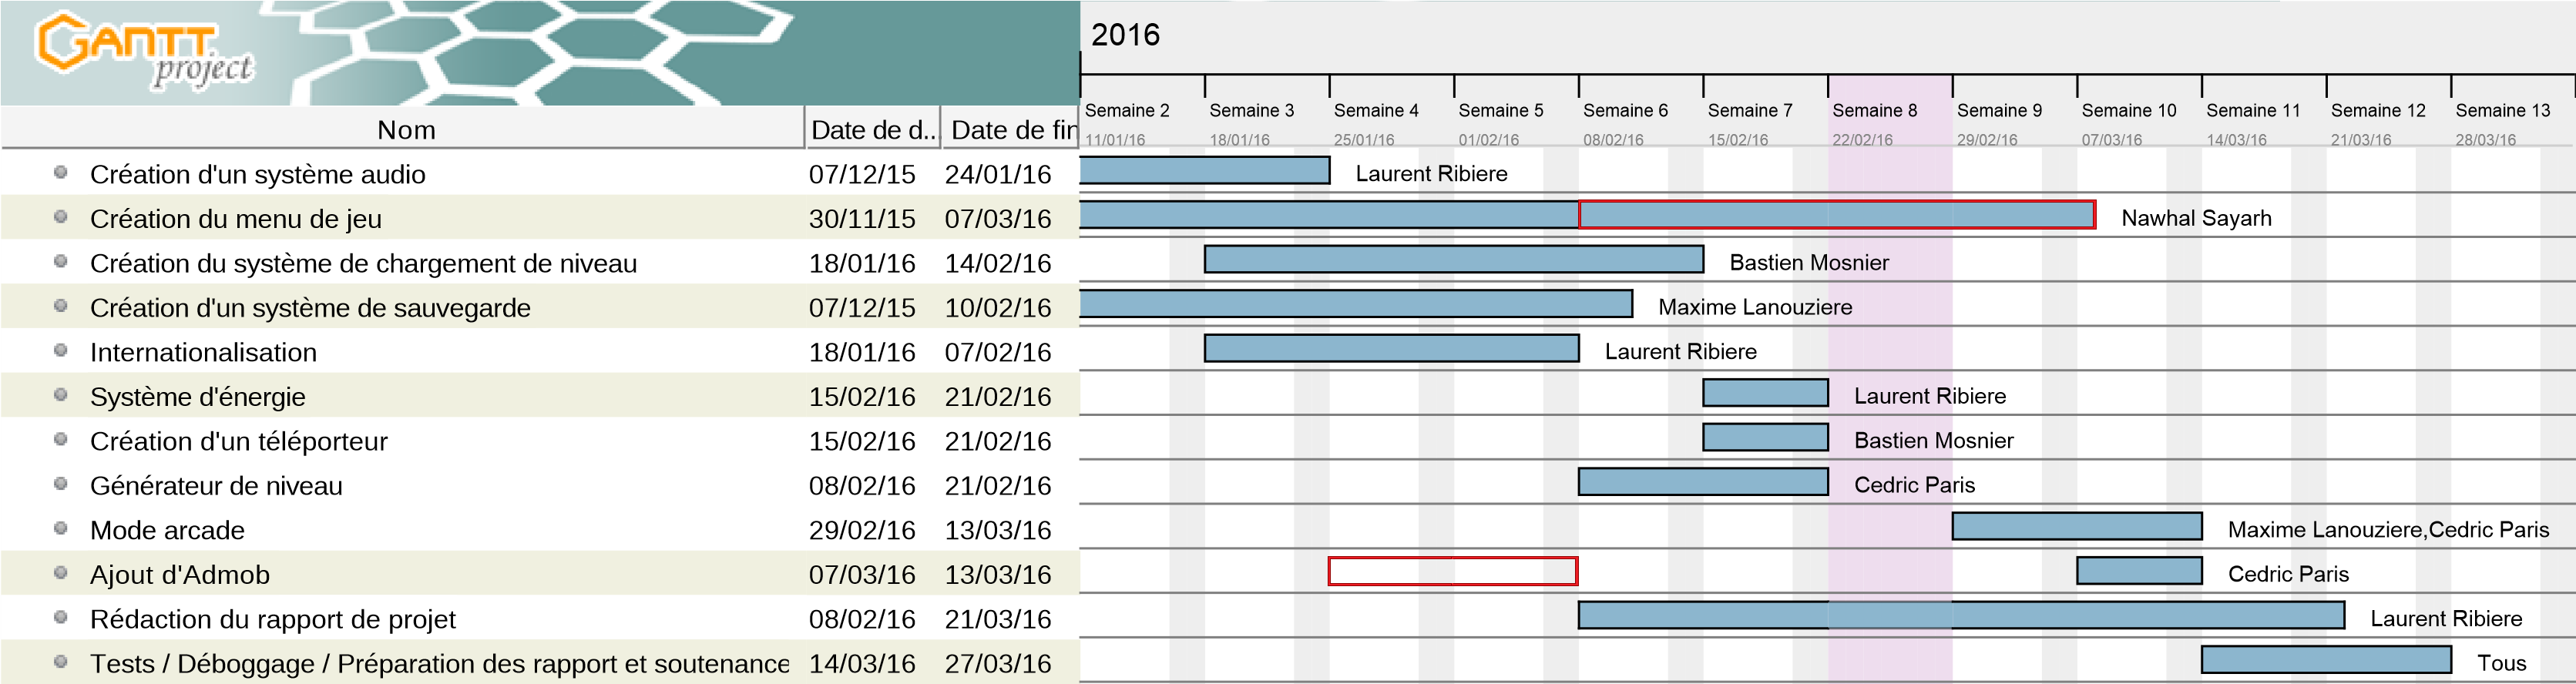 GANTT
project
2016
Semaine 2 Semaine 3 Semaine 4 Semaine 5 Semaine 6 Semaine 7 Semaine 8 Semaine 9 Semaine 10 Semaine 11 Semaine 12 Semaine 13
Nom Date de d... Date de fin
11/01/16 18/01/16 25/01/16 01/02/16 08/02/16 15/02/16 22/02/16 29/02/16 07/03/16 14/03/16 21/03/16 28/03/16
Création d'un système audio 07/12/15 24/01/16 Laurent Ribiere
Création du menu de jeu 30/11/15 07/03/16 Nawhal Sayarh
Création du système de chargement de niveau 18/01/16 14/02/16 Bastien Mosnier
Création d'un système de sauvegarde 07/12/15 10/02/16 Maxime Lanouziere
Internationalisation 18/01/16 07/02/16 Laurent Ribiere
Système d'énergie 15/02/16 21/02/16 Laurent Ribiere
Création d'un téléporteur 15/02/16 21/02/16 Bastien Mosnier
Générateur de niveau 08/02/16 21/02/16 Cedric Paris
Mode arcade 29/02/16 13/03/16 Maxime Lanouziere,Cedric Paris
Ajout d'Admob 07/03/16 13/03/16 Cedric Paris
Rédaction du rapport de projet 08/02/16 21/03/16 Laurent Ribiere
Tests / Déboggage / Préparation des rapport et soutenance 14/03/16 27/03/16 Tous